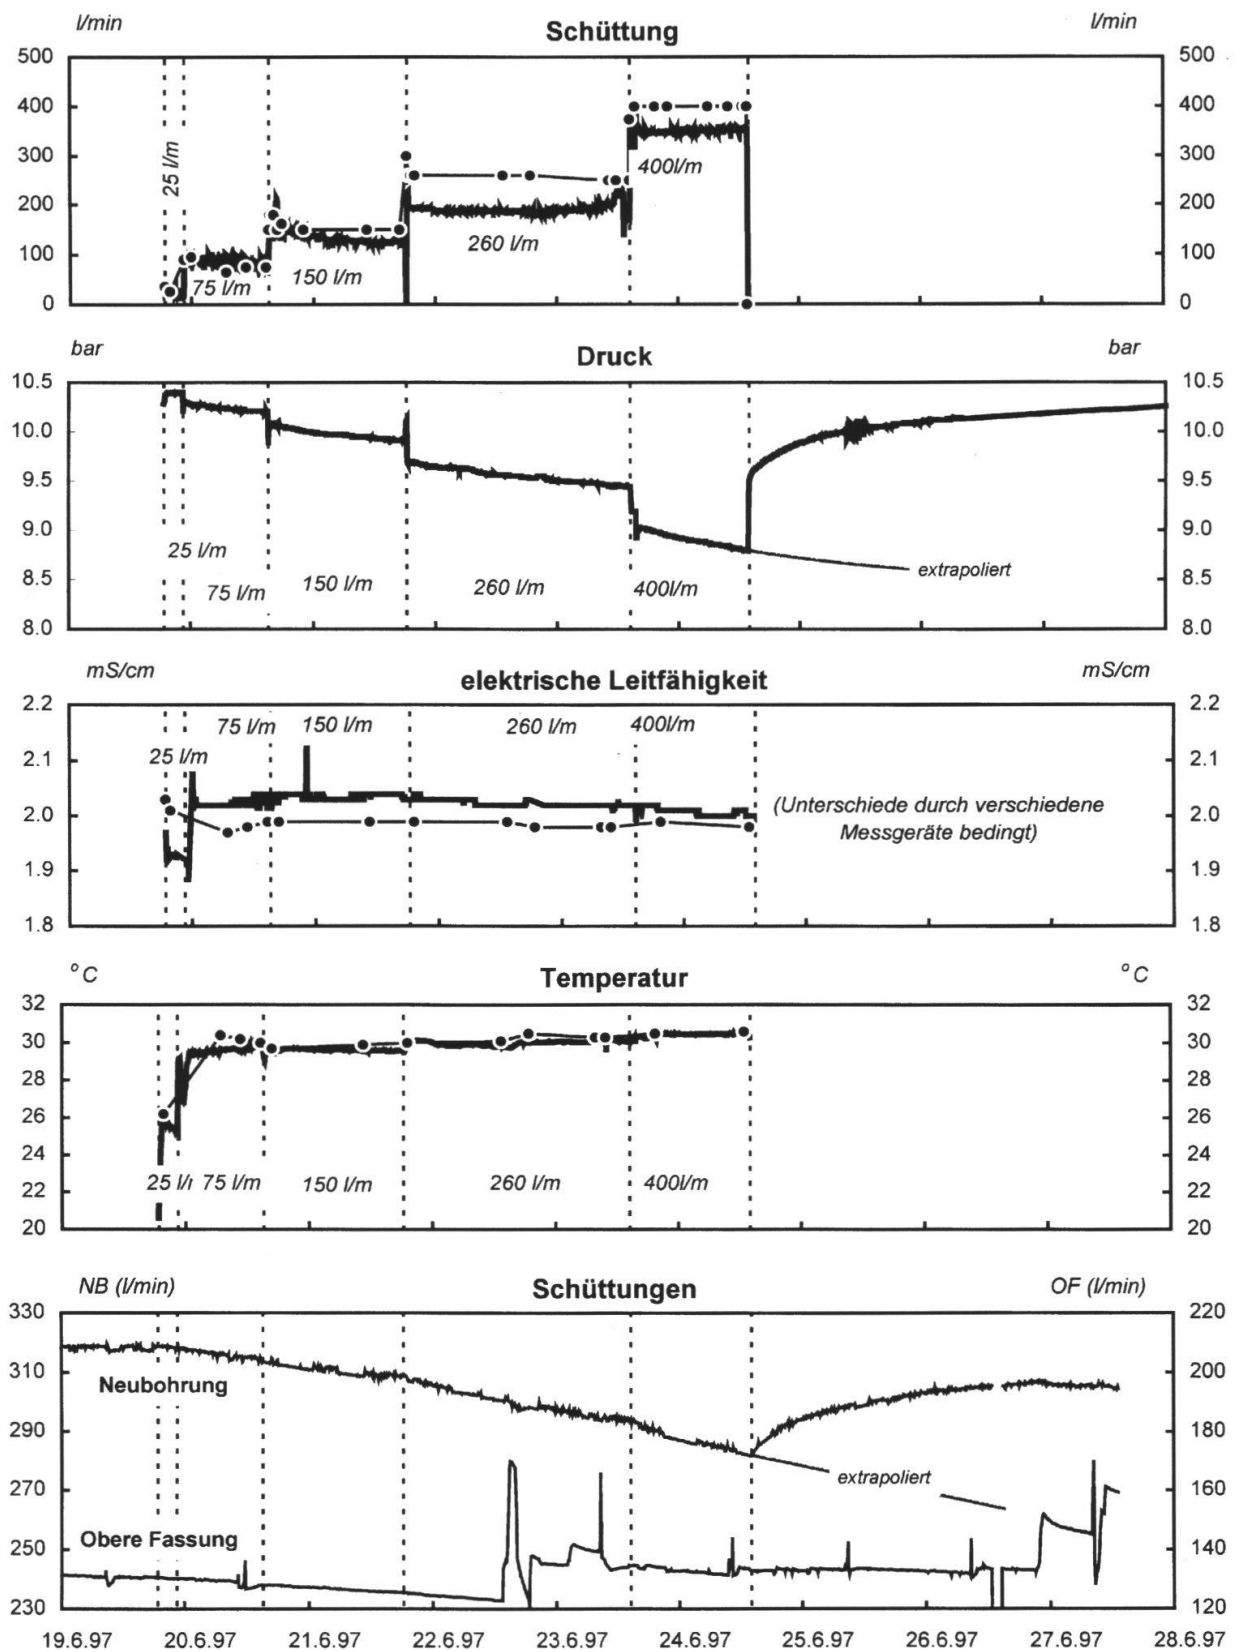 l/min Schüttung l/min
500 500
400 400
300 300
200 200
100 100
0 0
25 l/m 75 l/m 150 l/m 260 l/m 400l/m
bar Druck bar
10.5 10.5
10.0 10.0
9.5 9.5
9.0 9.0
8.5 8.5
8.0 8.0
25 l/m 75 l/m 150 l/m 260 l/m 400l/m
extrapoliert
mS/cm elektrische Leitfähigkeit mS/cm
2.2 2.2
2.1 2.1
2.0 2.0
1.9 1.9
1.8 1.8
25 l/m 75 l/m 150 l/m 260 l/m 400l/m
(Unterschiede durch verschiedene
Messgeräte bedingt)
°C Temperatur °C
32 32
30 30
28 28
26 26
24 24
22 22
20 20
25 l/ 75 l/m 150 l/m 260 l/m 400l/m
NB (l/min) Schüttungen OF (l/min)
330 220
310 200
290 180
270 160
250 140
230 120
Neubohrung
extrapoliert
Obere Fassung
19.6.97 20.6.97 21.6.97 22.6.97 23.6.97 24.6.97 25.6.97 26.6.97 27.6.97 28.6.97